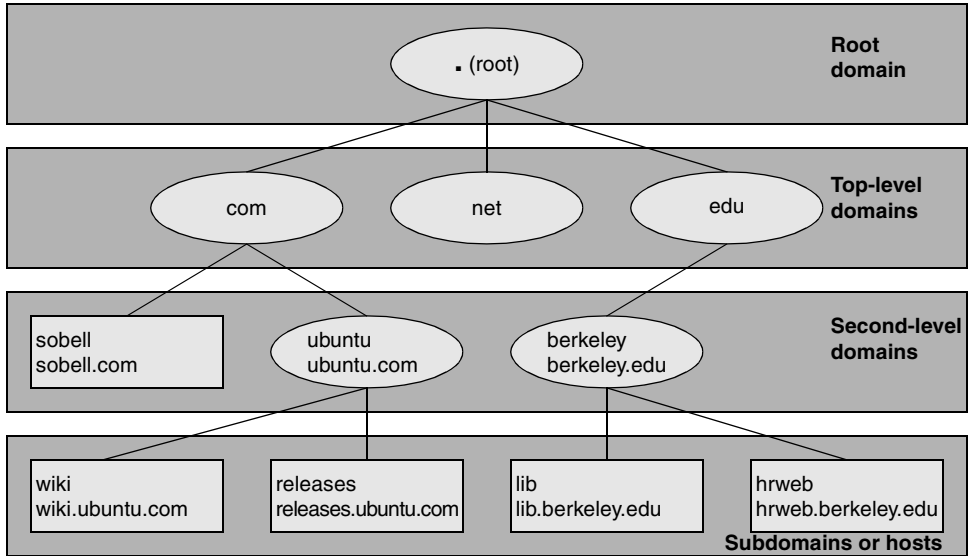 . (root)
Root
domain
com
net
edu
Top-level
domains
sobell
sobell.com
ubuntu
ubuntu.com
berkeley
berkeley.edu
Second-level
domains
wiki
wiki.ubuntu.com
releases
releases.ubuntu.com
lib
lib.berkeley.edu
hrweb
hrweb.berkeley.edu
Subdomains or hosts